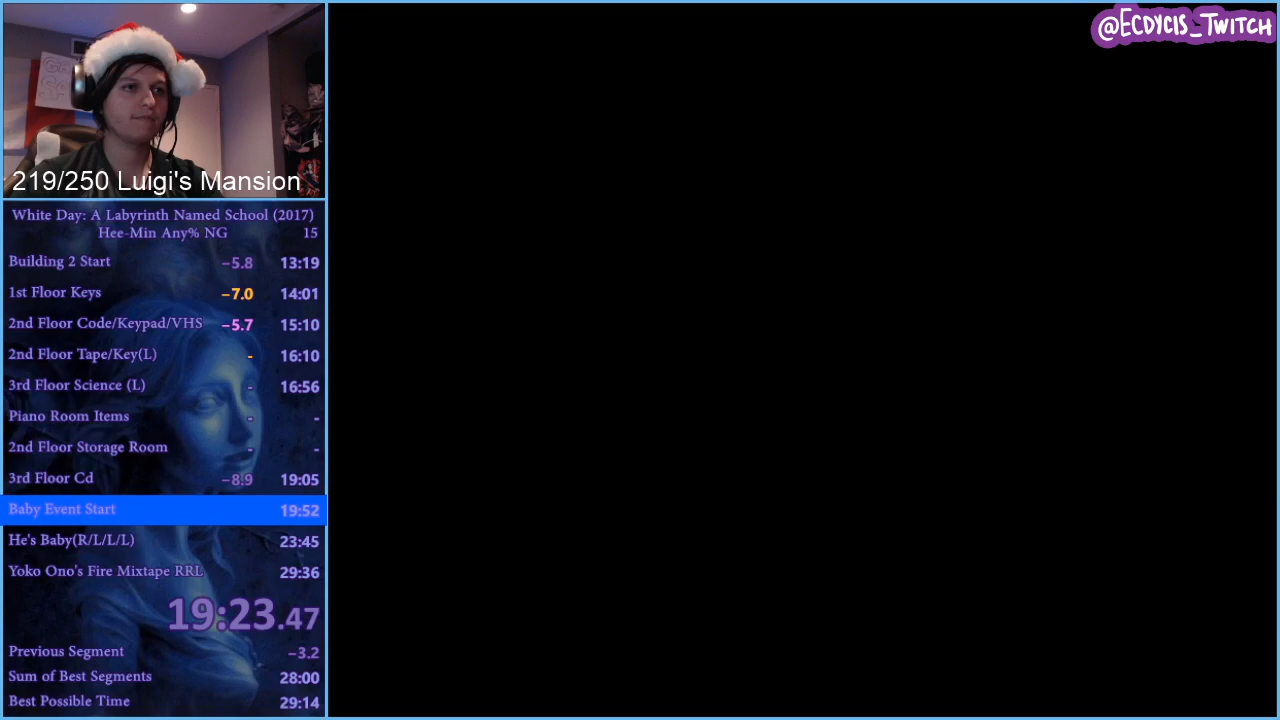 @Ecdycis_Twitch
219/250 Luigi's Mansion
White Day: A Labyrinth Named School (2017)
Hee-Min Any% NG 15
Building 2 Start −5.8 13:19
1st Floor Keys −7.0 14:01
2nd Floor Code/Keypad/VHS −5.7 15:10
2nd Floor Tape/Key(L) - 16:10
3rd Floor Science (L) - 16:56
Piano Room Items - -
2nd Floor Storage Room - -
3rd Floor Cd −8.9 19:05
Baby Event Start 19:52
He's Baby(R/L/L/L) 23:45
Yoko Ono's Fire Mixtape RRL 29:36
19:23.47
Previous Segment −3.2
Sum of Best Segments 28:00
Best Possible Time 29:14